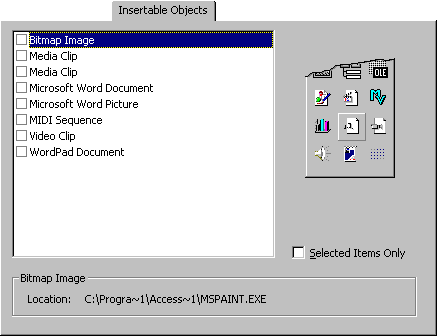 Insertable Objects
Bitmap Image
Media Clip
Media Clip
Microsoft Word Document
Microsoft Word Picture
MIDI Sequence
Video Clip
WordPad Document
OLE
Selected Items Only
Bitmap Image
Location: C:\Progra~1\Access~1\MSPAINT.EXE